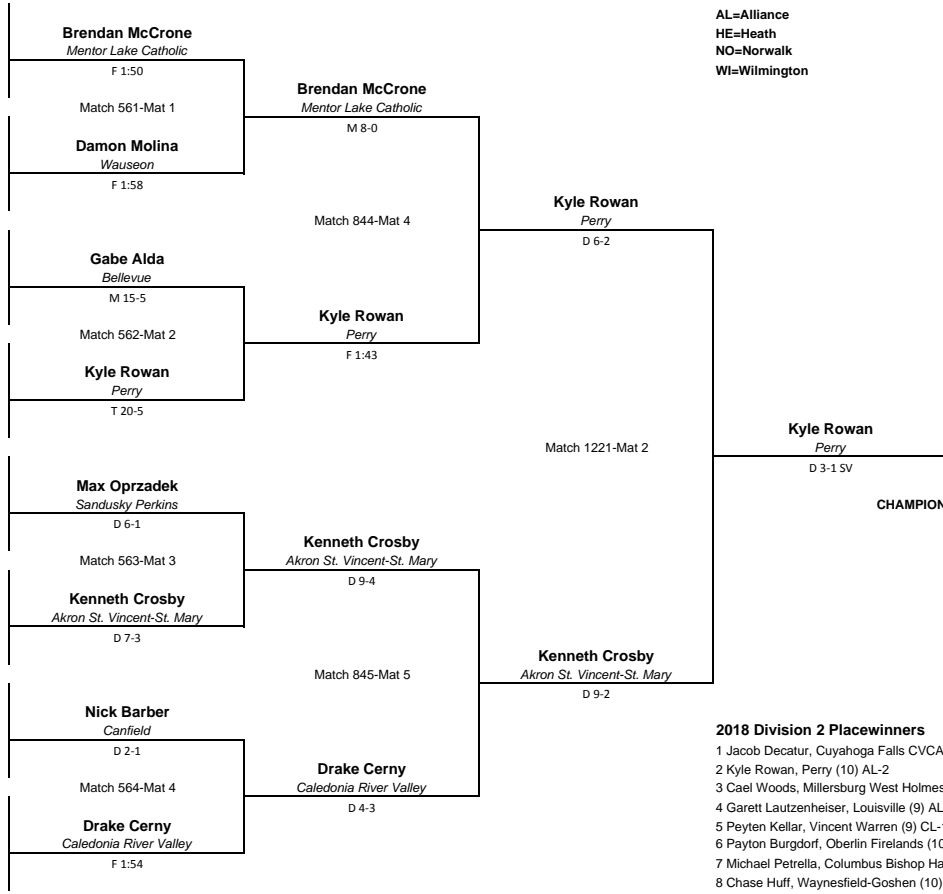 AL=Alliance
HE=Heath
NO=Norwalk
WI=Wilmington
Brendan McCrone
Mentor Lake Catholic
F 1:50
Match 561-Mat 1
Damon Molina
Wauseon
F 1:58
Gabe Alda
Bellevue
M 15-5
Match 562-Mat 2
Kyle Rowan
Perry
T 20-5
Max Oprzadek
Sandusky Perkins
D 6-1
Match 563-Mat 3
Kenneth Crosby
Akron St. Vincent-St. Mary
D 7-3
Nick Barber
Canfield
D 2-1
Match 564-Mat 4
Drake Cerny
Caledonia River Valley
F 1:54
Brendan McCrone
Mentor Lake Catholic
M 8-0
Match 844-Mat 4
Kyle Rowan
Perry
F 1:43
Kenneth Crosby
Akron St. Vincent-St. Mary
D 9-4
Match 845-Mat 5
Drake Cerny
Caledonia River Valley
D 4-3
Kyle Rowan
Perry
D 6-2
Match 1221-Mat 2
Kenneth Crosby
Akron St. Vincent-St. Mary
D 9-2
Kyle Rowan
Perry
D 3-1 SV
CHAMPION
2018 Division 2 Placewinners
1 Jacob Decatur, Cuyahoga Falls CVCA
2 Kyle Rowan, Perry (10) AL-2
3 Cael Woods, Millersburg West Holmes
4 Garett Lautzenheiser, Louisville (9) AL
5 Peyten Kellar, Vincent Warren (9) CL-
6 Payton Burgdorf, Oberlin Firelands (10
7 Michael Petrella, Columbus Bishop Ha
8 Chase Huff, Waynesfield-Goshen (10)